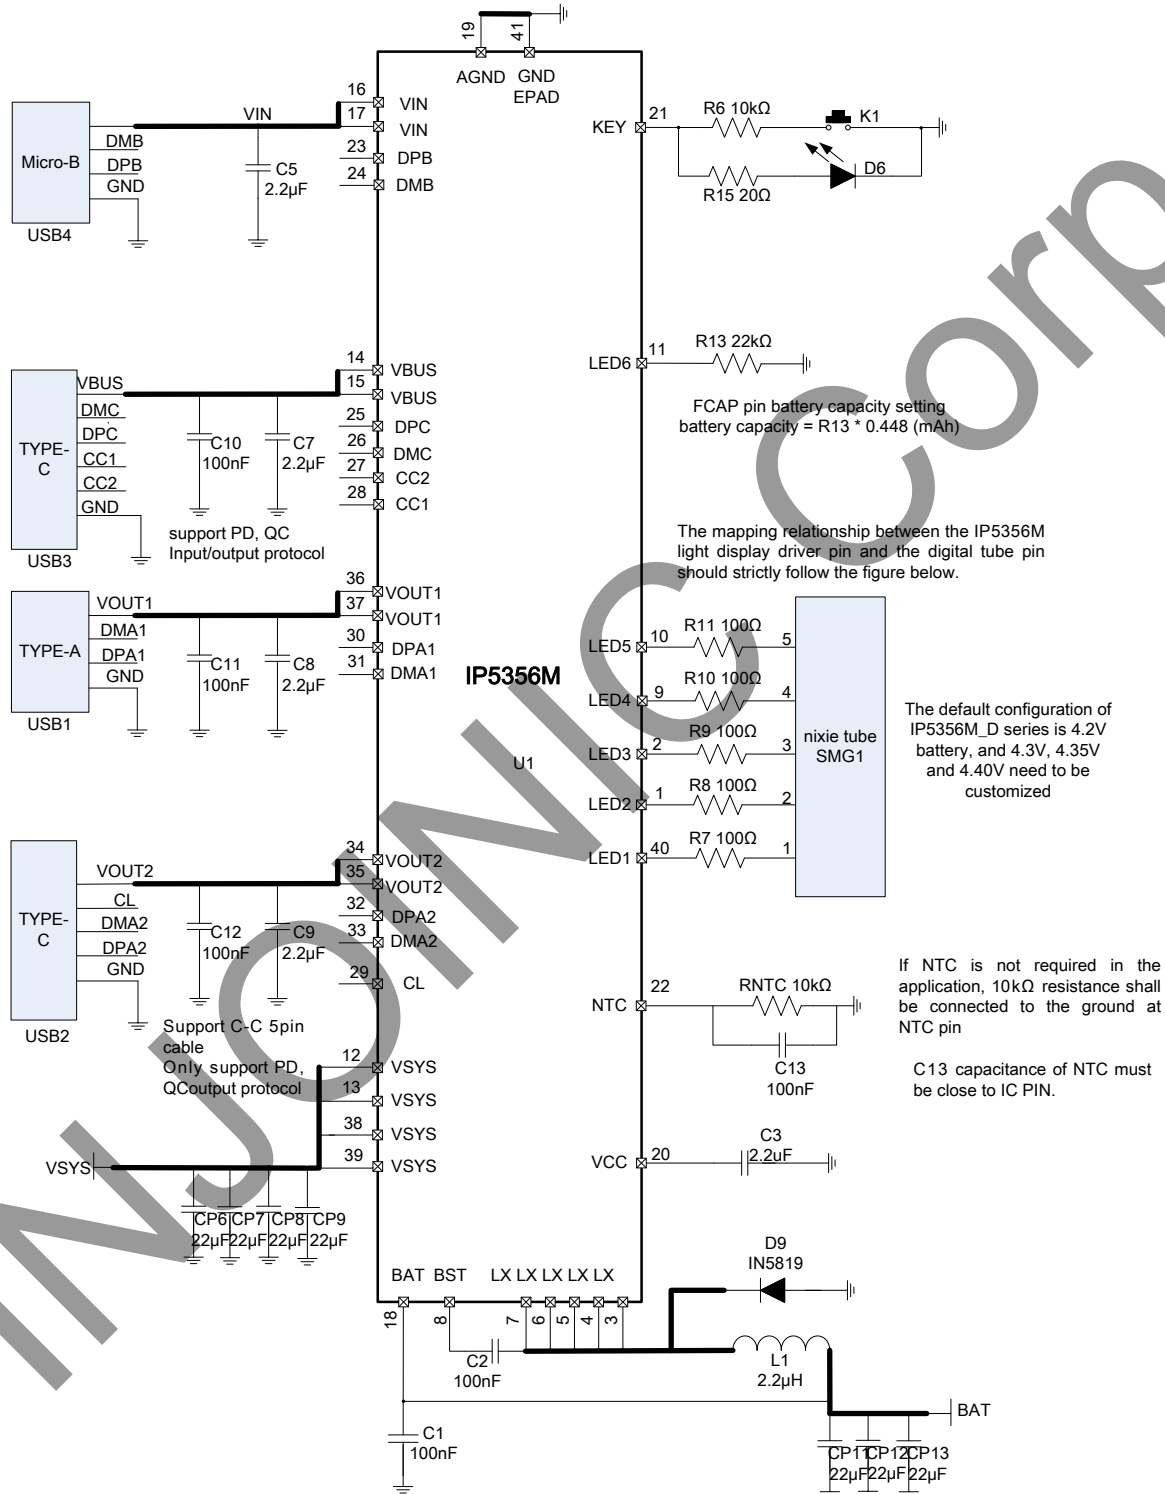 19
41
AGND GND
EPAD
16
17
VIN
VIN
VIN
DMB
DPB
GND
Micro-B
USB4
C5
2.2μF
23
24
DPB
DMB
21
KEY
R6 10kΩ
K1
D6
R15 20Ω
14
15
VBUS
VBUS
VBUS
DMC
DPC
CC1
CC2
GND
TYPE-
C
USB3
C10
100nF
C7
2.2μF
25
26
27
28
DPC
DMC
CC2
CC1
support PD, QC
Input/output protocol
LED6
11
R13 22kΩ
FCAP pin battery capacity setting
battery capacity = R13 * 0.448 (mAh)
The mapping relationship between the IP5356M
light display driver pin and the digital tube pin
should strictly follow the figure below.
36
37
VOUT1
VOUT1
VOUT1
DMA1
DPA1
GND
TYPE-A
USB1
C11
100nF
C8
2.2μF
30
31
DPA1
DMA1
IP5356M
U1
LED5
10
R11 100Ω
5
LED4
9
R10 100Ω
4
LED3
2
R9 100Ω
3
LED2
1
R8 100Ω
2
LED1
40
R7 100Ω
1
nixie tube
SMG1
The default configuration of
IP5356M_D series is 4.2V
battery, and 4.3V, 4.35V
and 4.40V need to be
customized
34
35
VOUT2
VOUT2
VOUT2
CL
DMA2
DPA2
GND
TYPE-
C
USB2
C12
100nF
C9
2.2μF
32
33
29
DPA2
DMA2
CL
Support C-C 5pin
cable
Only support PD,
QCoutput protocol
NTC
22
RNTC 10kΩ
C13
100nF
If NTC is not required in the
application, 10kΩ resistance shall
be connected to the ground at
NTC pin
C13 capacitance of NTC must
be close to IC PIN.
12
13
38
39
VSYS
VSYS
VSYS
VSYS
VSYS
CP6 CP7 CP8 CP9
22μF 22μF 22μF 22μF
VCC
20
C3
2.2uF
BAT BST LX LX LX LX LX
18
8
7
6
5
4
3
D9
IN5819
C2
100nF
L1
2.2μH
BAT
C1
100nF
CP11 CP12 CP13
22μF 22μF 22μF
INJOINIC Corp